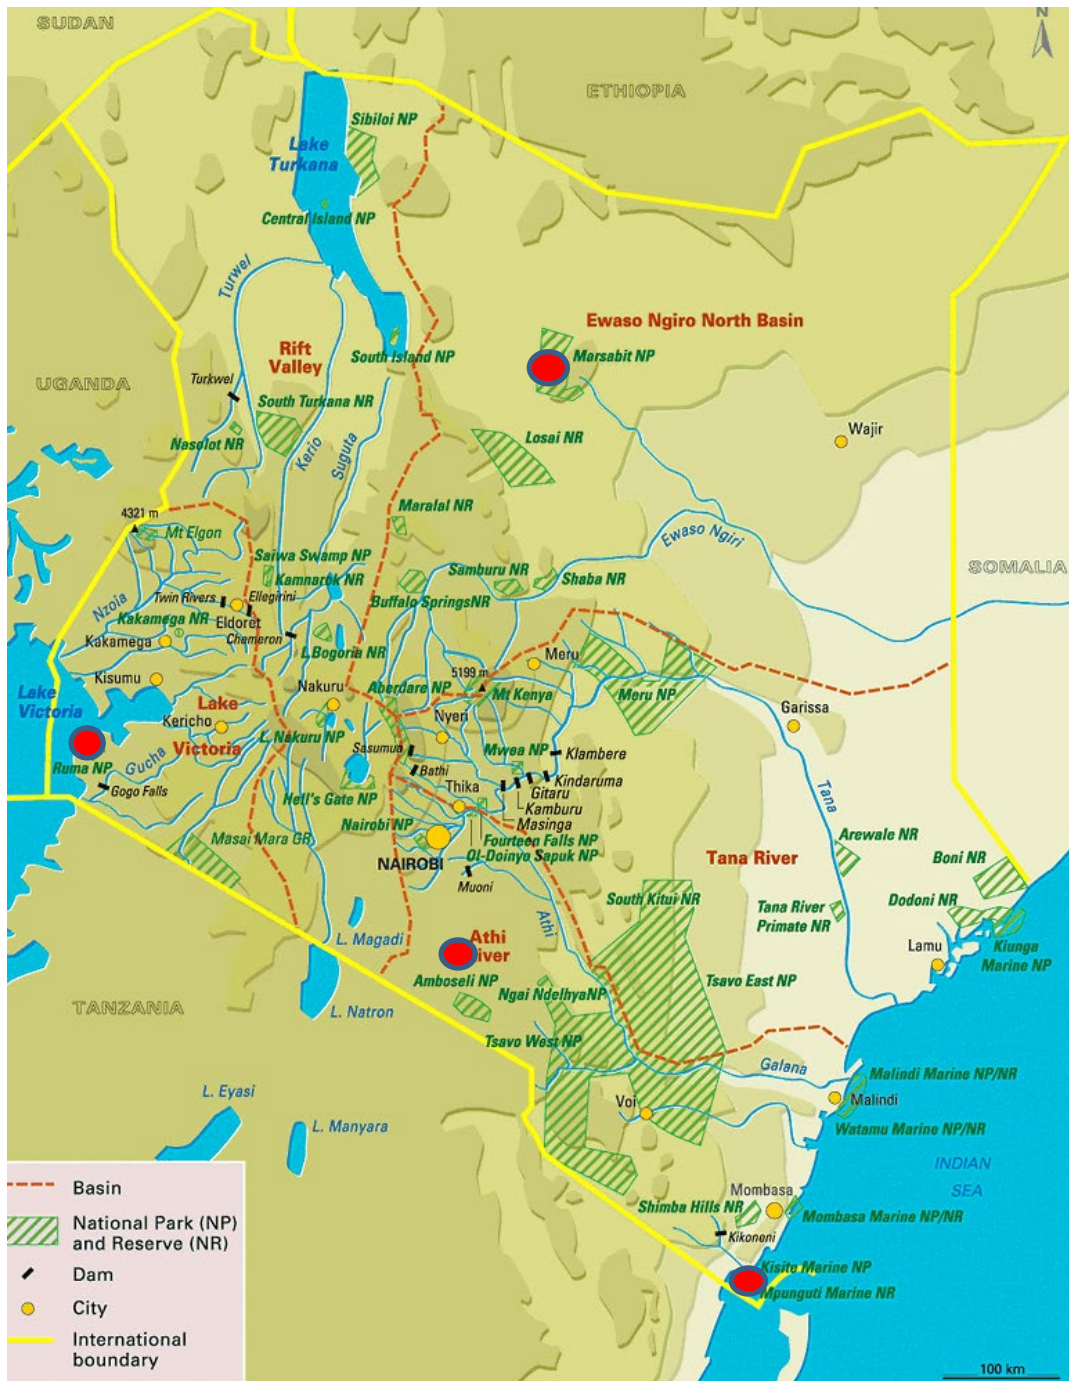 SUDAN
N
ETHIOPIA
Sibiloi NP
Lake
Turkana
Central Island NP
Turwel
Ewaso Ngiro North Basin
Rift
Valley
South Island NP
Marsabit NP
UGANDA
Turkwel
South Turkana NR
Nasolot NR
Kerio
Suguta
Losai NR
Wajir
4321 m
Mt Elgon
Maralal NR
Ewaso Ngiri
SOMALIA
Saiwa Swamp NP
Kamnarok NR
Samburu NR
Shaba NR
Buffalo SpringsNR
Nzoia
Twin Rivers
Ellegirini
Eldoret
Kakamega NR
Chemeron
Kakamega
L.Bogoria NR
Kisumu
5199 m
Meru
Lake
Victoria
Nakuru
Aberdare NP
Mt Kenya
Meru NP
Lake
Victoria
Kericho
L. Nakuru NP
Nyeri
Garissa
Sasumua
Mwea NP
Klambere
Ruma NP
Gucha
Bathi
Kindaruma
Gitaru
Kamburu
Masinga
Gogo Falls
Hell's Gate NP
Thika
Tana
Nairobi NP
Fourteen Falls NP
Ol-Doinyo Sapuk NP
Masai Mara GR
NAIROBI
Muoni
Tana River
Arewale NR
Boni NR
South Kitui NR
Dodoni NR
Tana River
Primate NR
Athi
L. Magadi
Athi
iver
Lamu
Kiunga
Marine NP
Amboseli NP
Ngai NdelhyaNP
Tsavo East NP
TANZANIA
L. Natron
Tsavo West NP
Galana
Malindi Marine NP/NR
L. Eyasi
Voi
Malindi
L. Manyara
Watamu Marine NP/NR
INDIAN
SEA
Basin
National Park (NP)
and Reserve (NR)
Dam
City
International
boundary
Mombasa
Shimba Hills NR
Mombasa Marine NP/NR
Kikoneni
Kisite Marine NP
Mpunguti Marine NR
100 km